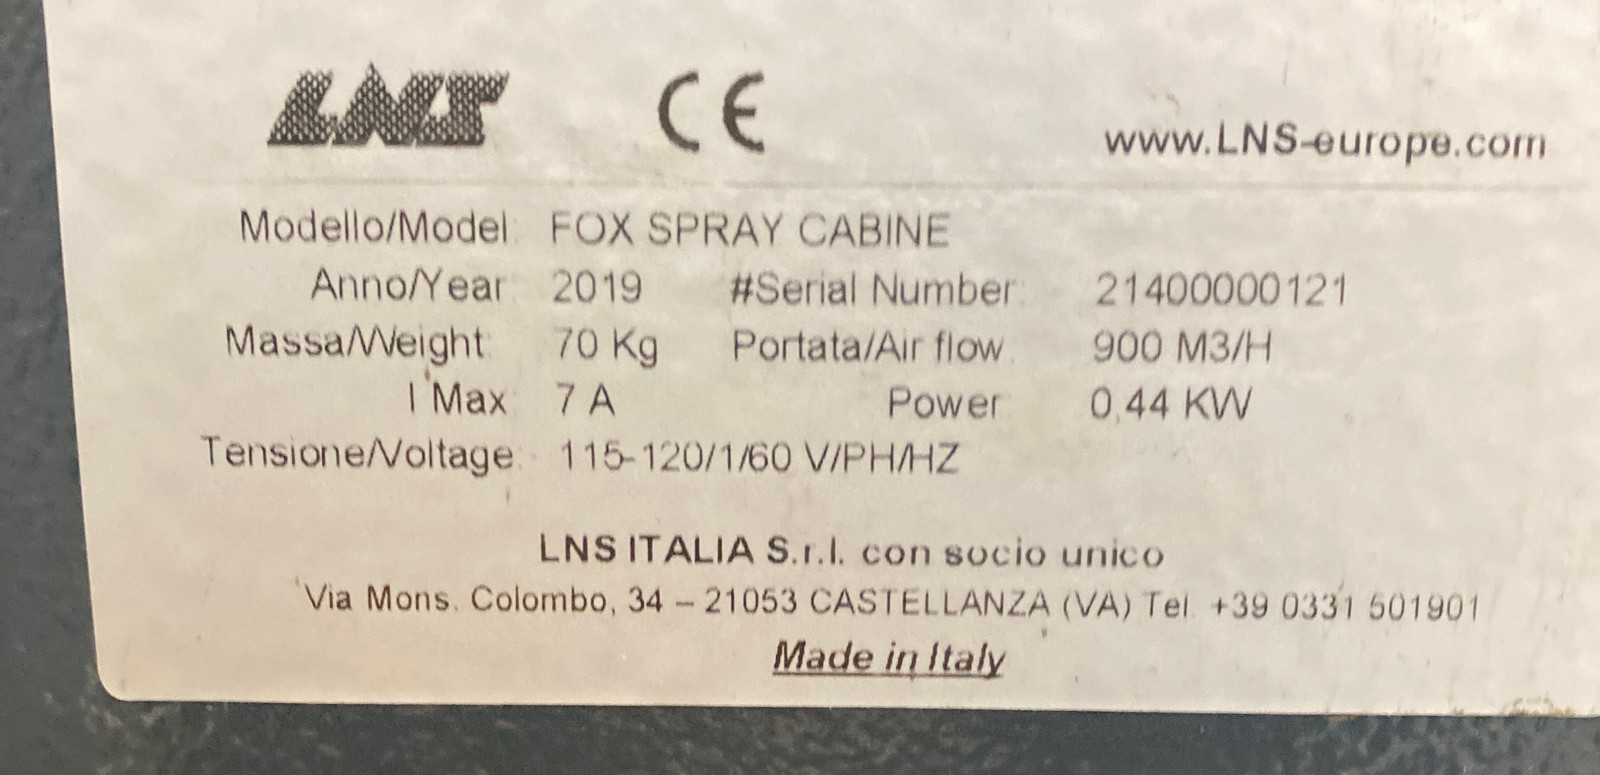 LNS CE www.LNS-europe.com
Modello/Model: FOX SPRAY CABINE
Anno/Year: 2019 #Serial Number: 21400000121
Massa/Weight: 70 Kg Portata/Air flow: 900 M3/H
I Max: 7 A Power: 0,44 KW
Tensione/Voltage: 115-120/1/60 V/PH/HZ
LNS ITALIA S.r.l. con socio unico
Via Mons. Colombo, 34 – 21053 CASTELLANZA (VA) Tel. +39 0331 501901
Made in Italy